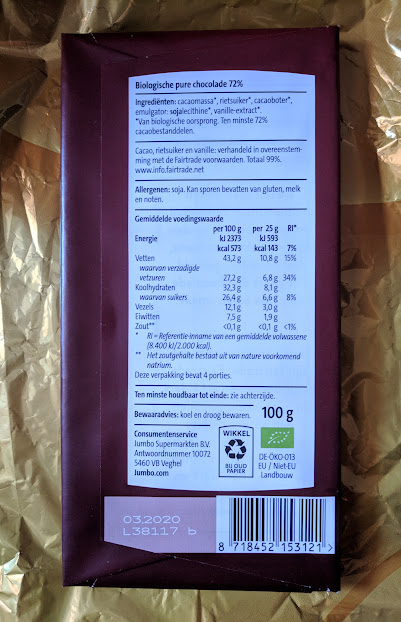 Biologische pure chocolade 72%
Ingrediënten: cacaomassa*, rietsuiker*, cacaoboter*,
emulgator: sojalecithine*, vanille-extract*.
*Van biologische oorsprong. Ten minste 72%
cacaobestanddelen.
Cacao, rietsuiker en vanille: verhandeld in overeenstem-
ming met de Fairtrade voorwaarden. Totaal 99%.
www.info.fairtrade.net
Allergenen: soja. Kan sporen bevatten van gluten, melk
en noten.
Gemiddelde voedingswaarde
per 100 g per 25 g RI*
Energie kJ 2373 kJ 593
kcal 573 kcal 143 7%
Vetten 43,2 g 10,8 g 15%
waarvan verzadigde
vetzuren 27,2 g 6,8 g 34%
Koolhydraten 32,3 g 8,1 g
waarvan suikers 26,4 g 6,6 g 8%
Vezels 12,1 g 3,0 g
Eiwitten 7,5 g 1,9 g
Zout** <0,1 g <0,1 g <1%
* RI = Referentie-inname van een gemiddelde volwassene
(8.400 kJ/2.000 kcal).
** Het zoutgehalte bestaat uit van nature voorkomend
natrium.
Deze verpakking bevat 4 porties.
Ten minste houdbaar tot einde: zie achterzijde.
Bewaaradvies: koel en droog bewaren. 100 g
Consumentenservice
Jumbo Supermarkten B.V.
Antwoordnummer 10072
5460 VB Veghel
Jumbo.com
WIKKEL
BIJ OUD
PAPIER
DE-ÖKO-013
EU / Niet-EU
Landbouw
03.2020
L38117 b
8 718452 153121 >